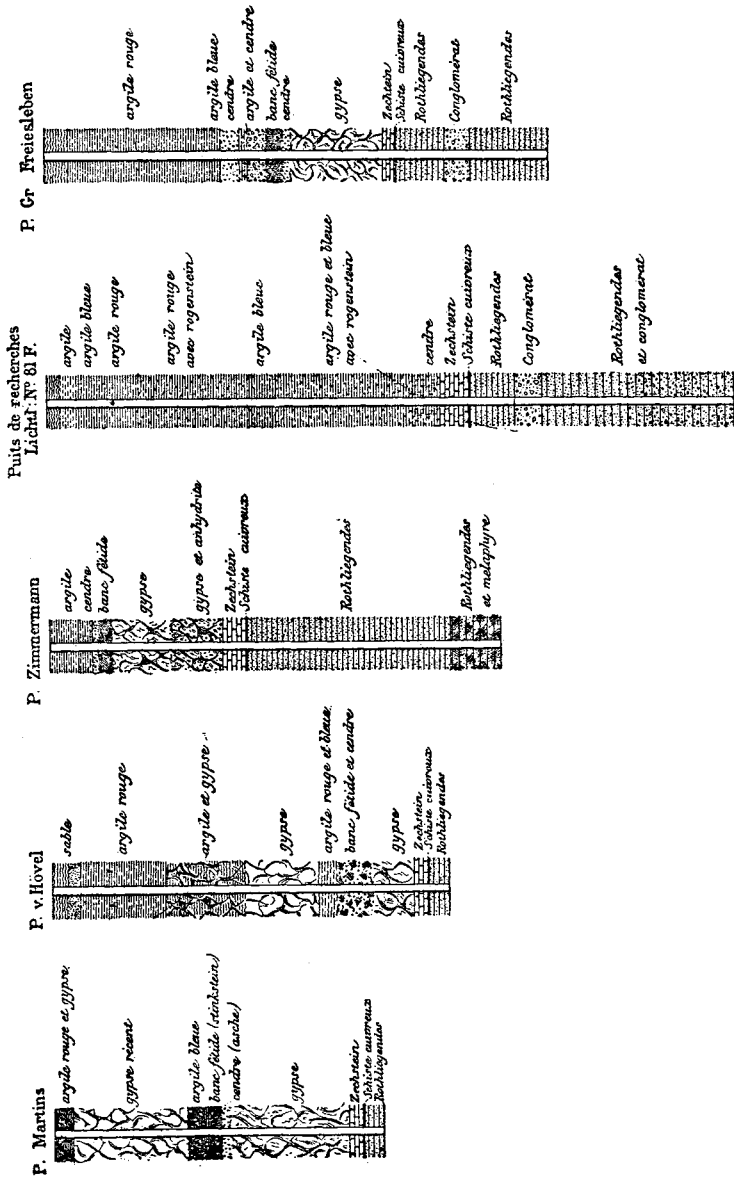 P. Martins
argile rouge et gypse
gypse récent
argile bleue
banc fétide (stinkstein)
cendre (asche)
gypse
Zechstein
Schiste cuivreux
Rothliegendes
P. v. Hövel
sable
argile rouge
argile et gypse
gypse
argile rouge et bleue
banc fétide et cendre
gypse
Zechstein
Schiste cuivreux
Rothliegendes
P. Zimmermann
argile
cendre
banc fétide
gypse
gypse et anhydrite
Zechstein
Schiste cuivreux
Rothliegendes
Rothliegendes
et melaphyre
Puits de recherches
Lichtl. Nº 81 F.
argile
argile bleue
argile rouge
argile rouge
avec rogenstein
argile bleue
argile rouge et bleue
avec rogenstein
cendre
Zechstein
Schiste cuivreux
Rothliegendes
Conglomérat
Rothliegendes
et conglomérat
P. Gr Freiesleben
argile rouge
argile bleue
cendre
argile et cendre
banc fétide
cendre
gypse
Zechstein
Schiste cuivreux
Rothliegendes
Conglomérat
Rothliegendes